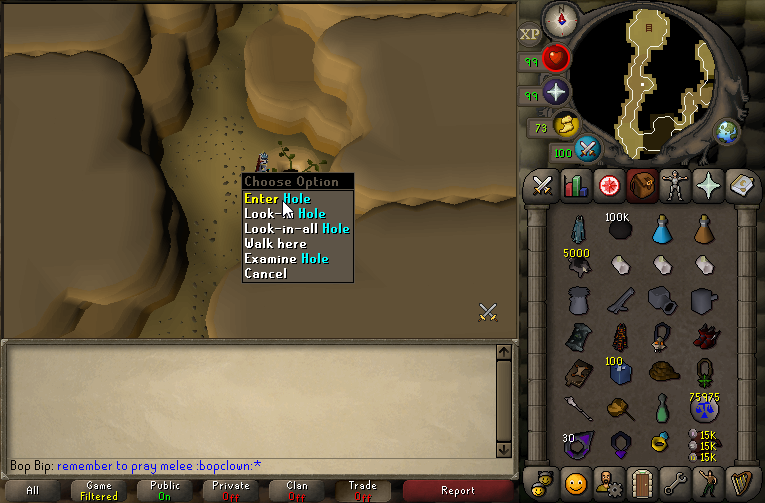 Choose Option
Enter Hole
Look-in Hole
Look-in-all Hole
Walk here
Examine Hole
Cancel
XP
99
99
73
100
100K
5000
100
75975
30
15K
15K
15K
Bop Bip: remember to pray melee :bopclown:*
All
Game
Filtered
Public
On
Private
Off
Clan
Off
Trade
Off
Report